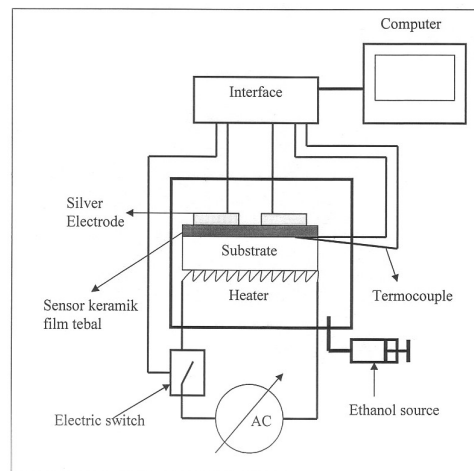 Computer
Interface
Silver
Electrode
Substrate
Sensor keramik
film tebal
Heater
Termocouple
Electric switch
AC
Ethanol source